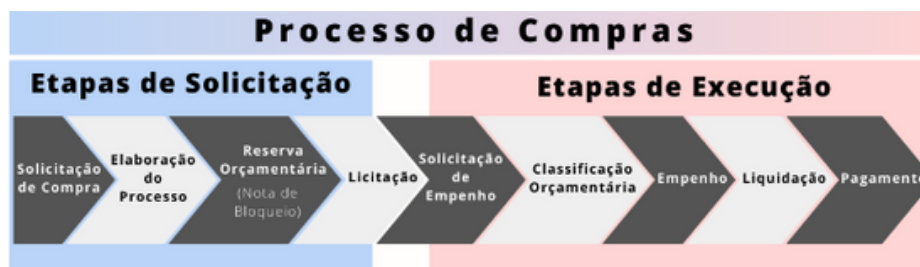 Processo de Compras
Etapas de Solicitação
Etapas de Execução
Solicitação
de Compra
Elaboração
do
Processo
Reserva
Orçamentária
(Nota de
Bloqueio)
Licitação
Solicitação
de
Empenho
Classificação
Orçamentária
Empenho
Liquidação
Pagamento